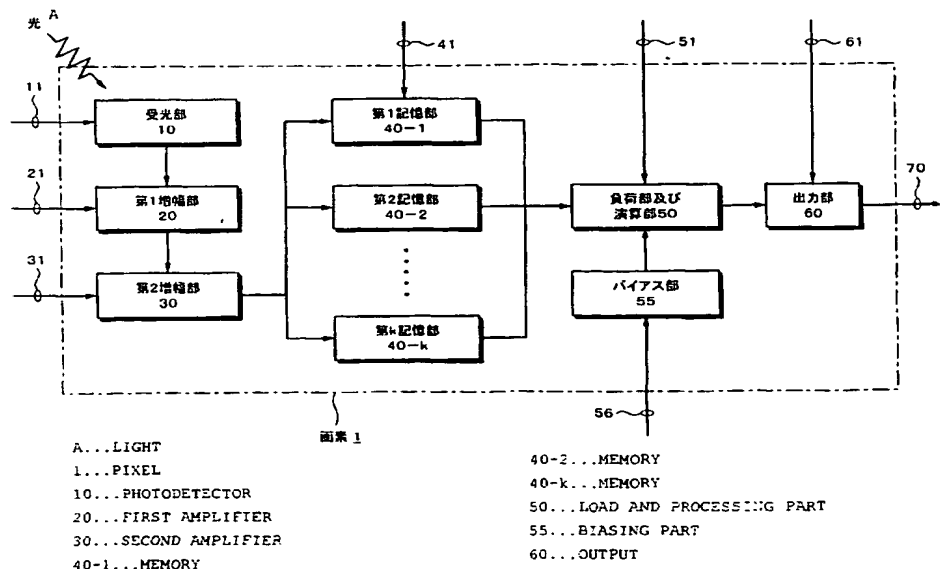 光 A
41
51
61
11
受光部
10
第1記憶部
40-1
21
第1増幅部
20
第2記憶部
40-2
負荷部及び
演算部50
出力部
60
70
31
第2増幅部
30
バイアス部
55
第k記憶部
40-k
56
画素 1
A...LIGHT
1...PIXEL
10...PHOTODETECTOR
20...FIRST AMPLIFIER
30...SECOND AMPLIFIER
40-1...MEMORY
40-2...MEMORY
40-k...MEMORY
50...LOAD AND PROCESSING PART
55...BIASING PART
60...OUTPUT